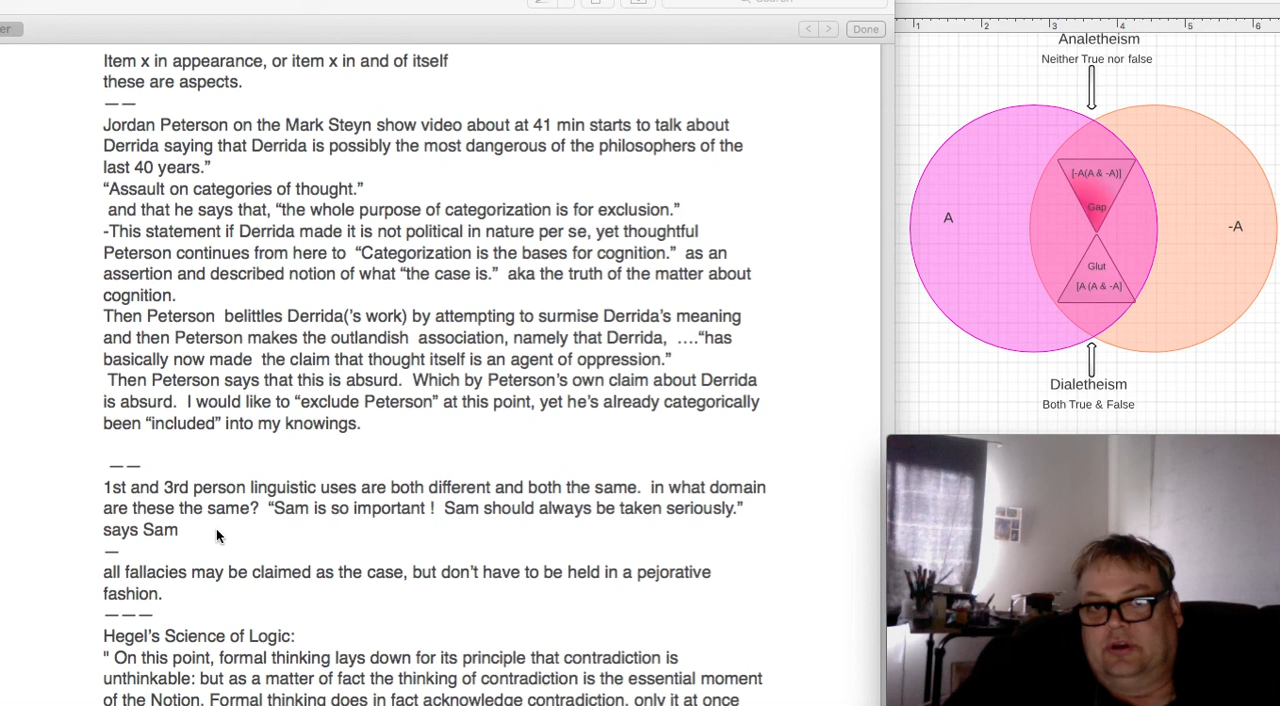 er
Search
< >
Done
Item x in appearance, or item x in and of itself
these are aspects.
— —
Jordan Peterson on the Mark Steyn show video about at 41 min starts to talk about
Derrida saying that Derrida is possibly the most dangerous of the philosophers of the
last 40 years.”
“Assault on categories of thought.”
and that he says that, “the whole purpose of categorization is for exclusion.”
-This statement if Derrida made it is not political in nature per se, yet thoughtful
Peterson continues from here to “Categorization is the bases for cognition.” as an
assertion and described notion of what “the case is.” aka the truth of the matter about
cognition.
Then Peterson belittles Derrida(’s work) by attempting to surmise Derrida’s meaning
and then Peterson makes the outlandish association, namely that Derrida, ….“has
basically now made the claim that thought itself is an agent of oppression.”
Then Peterson says that this is absurd. Which by Peterson’s own claim about Derrida
is absurd. I would like to “exclude Peterson” at this point, yet he’s already categorically
been “included” into my knowings.
— —
1st and 3rd person linguistic uses are both different and both the same. in what domain
are these the same? “Sam is so important ! Sam should always be taken seriously.”
says Sam
—
all fallacies may be claimed as the case, but don’t have to be held in a pejorative
fashion.
— — —
Hegel’s Science of Logic:
" On this point, formal thinking lays down for its principle that contradiction is
unthinkable: but as a matter of fact the thinking of contradiction is the essential moment
of the Notion. Formal thinking does in fact acknowledge contradiction, only it at once
1 2 3 4 5 6
Analetheism
Neither True nor false
[-A(A & -A)]
Gap
A
-A
Glut
[A (A & -A]
Dialetheism
Both True & False